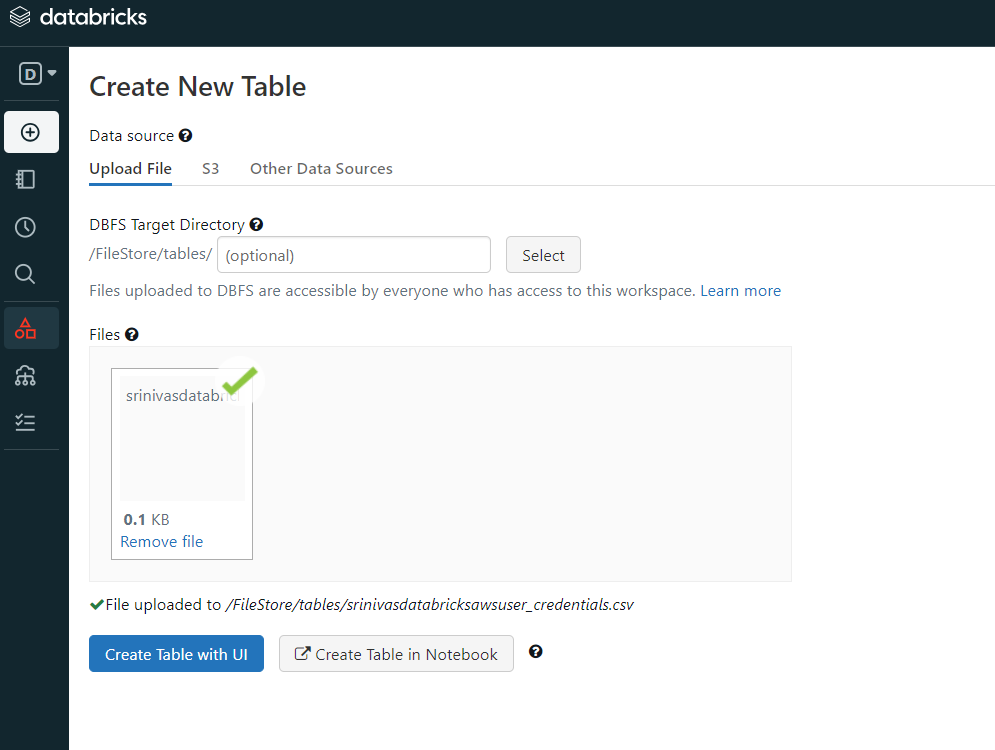 databricks
D
Create New Table
Data source
Upload File S3 Other Data Sources
DBFS Target Directory
/FileStore/tables/ (optional) Select
Files uploaded to DBFS are accessible by everyone who has access to this workspace. Learn more
Files
srinivasdatabrid
0.1 KB
Remove file
File uploaded to /FileStore/tables/srinivasdatabricksawsuser_credentials.csv
Create Table with UI Create Table in Notebook